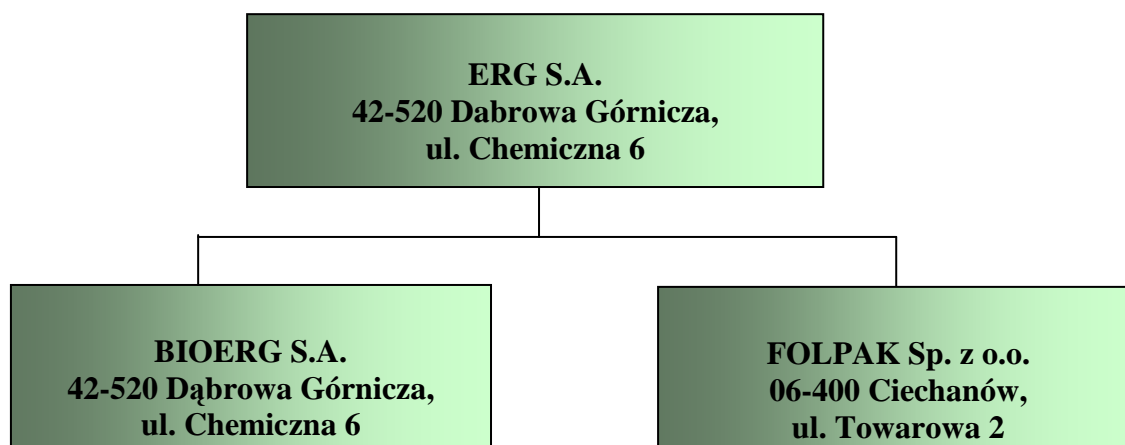 ERG S.A.
42-520 Dabrowa Górnicza,
ul. Chemiczna 6
BIOERG S.A.
42-520 Dąbrowa Górnicza,
ul. Chemiczna 6
FOLPAK Sp. z o.o.
06-400 Ciechanów,
ul. Towarowa 2